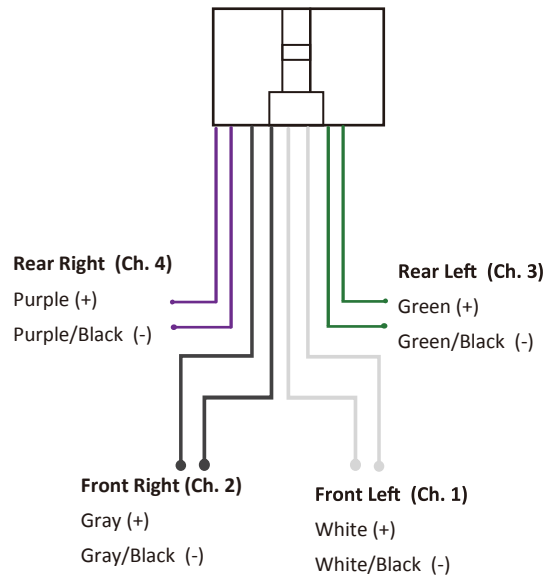 Rear Right  (Ch. 4)
Purple (+)
Purple/Black  (-)
Rear Left  (Ch. 3)
Green (+)
Green/Black  (-)
Front Right (Ch. 2)
Gray (+)
Gray/Black  (-)
Front Left  (Ch. 1)
White (+)
White/Black  (-)